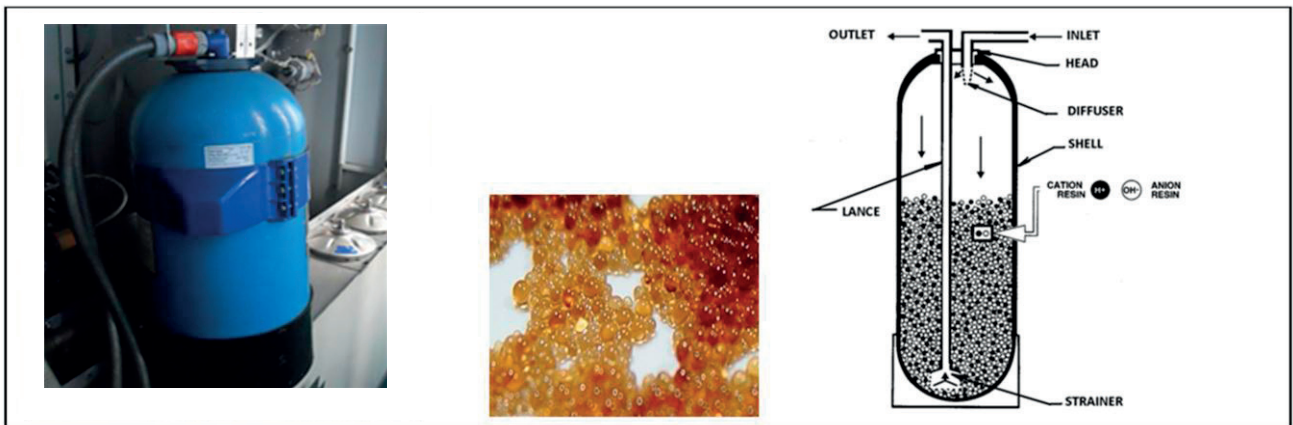 OUTLET
INLET
HEAD
DIFFUSER
SHELL
CATION
RESIN
H+
OH-
ANION
RESIN
LANCE
STRAINER